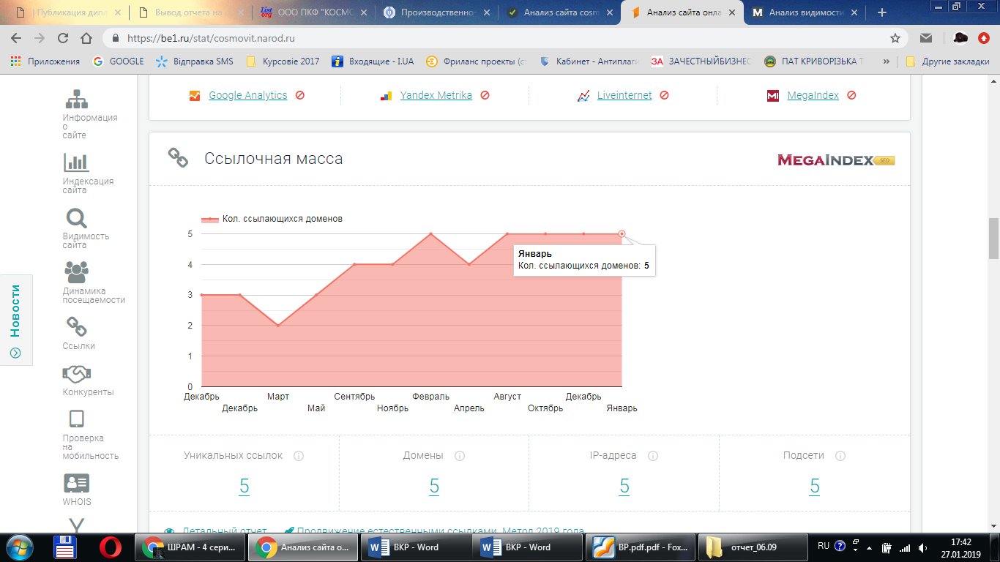 | Публикация дипл
Вывод отчета на
List org
ООО ПКФ "КОСМО
Производственно-
Анализ сайта cosm
Анализ сайта онла
Анализ видимости
https://be1.ru/stat/cosmovit.narod.ru
Приложения
GOOGLE
Відправка SMS
Курсовіе 2017
Входящие - I.UA
Фриланс проекты (ст
Кабинет - Антиплаги
ЗА
ЗАЧЕСТНЫЙБИЗНЕС
ПАТ КРИВОРІЗЬКА Т
»
Другие закладки
Google Analytics
Yandex Metrika
Liveinternet
MegaIndex
Информация
о
сайте
Индексация
сайта
Видимость
сайта
Динамика
посещаемости
Ссылки
Конкуренты
Проверка
на
мобильность
WHOIS
Новости
Ссылочная масса
MEGAINDEX SEO
Кол. ссылающихся доменов
5
4
3
2
1
0
Январь
Кол. ссылающихся доменов: 5
Декабрь
Декабрь
Март
Май
Сентябрь
Ноябрь
Февраль
Апрель
Август
Октябрь
Декабрь
Январь
Уникальных ссылок
5
Домены
5
IP-адреса
5
Подсети
5
Детальный отчет
Продвижение естественными ссылками. Метод 2019 года
ШРАМ - 4 сери...
Анализ сайта о...
ВКР - Word
ВКР - Word
ВР.pdf.pdf - Fox...
отчет_06.09
RU
17:42
27.01.2019